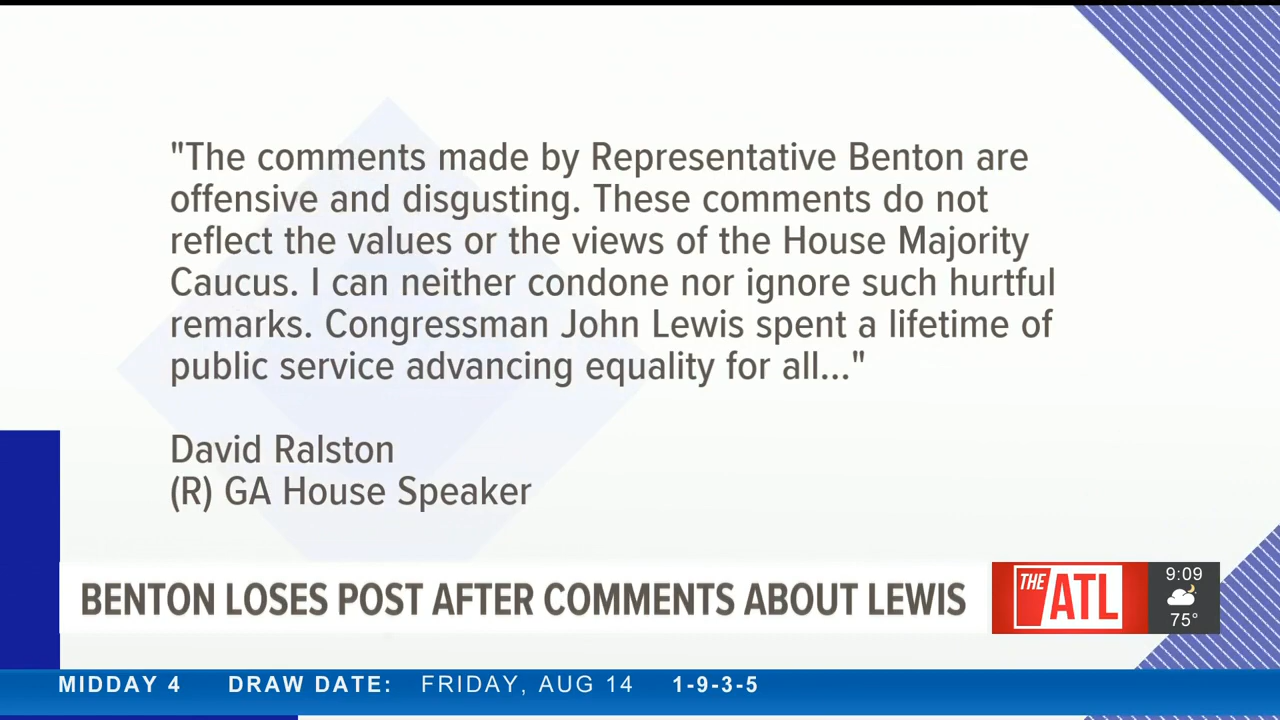 "The comments made by Representative Benton are
offensive and disgusting. These comments do not
reflect the values or the views of the House Majority
Caucus. I can neither condone nor ignore such hurtful
remarks. Congressman John Lewis spent a lifetime of
public service advancing equality for all..."
David Ralston
(R) GA House Speaker
BENTON LOSES POST AFTER COMMENTS ABOUT LEWIS
THE ATL
9:09
75°
MIDDAY 4 DRAW DATE: FRIDAY, AUG 14 1-9-3-5